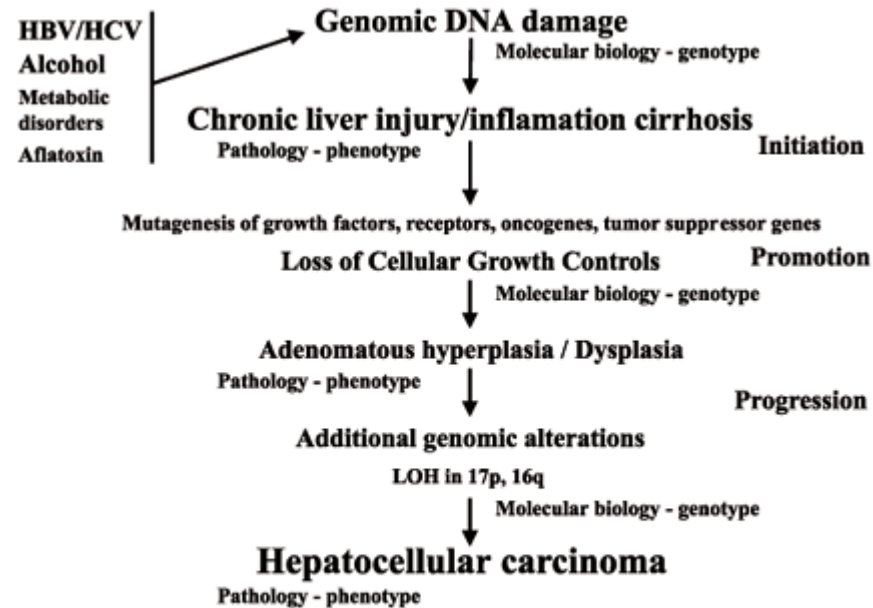 HBV/HCV
Alcohol
Metabolic
disorders
Aflatoxin
Genomic DNA damage
Molecular biology - genotype
Chronic liver injury/inflamation cirrhosis
Pathology - phenotype
Initiation
Mutagenesis of growth factors, receptors, oncogenes, tumor suppressor genes
Loss of Cellular Growth Controls
Promotion
Molecular biology - genotype
Adenomatous hyperplasia / Dysplasia
Pathology - phenotype
Progression
Additional genomic alterations
LOH in 17p, 16q
Molecular biology - genotype
Hepatocellular carcinoma
Pathology - phenotype